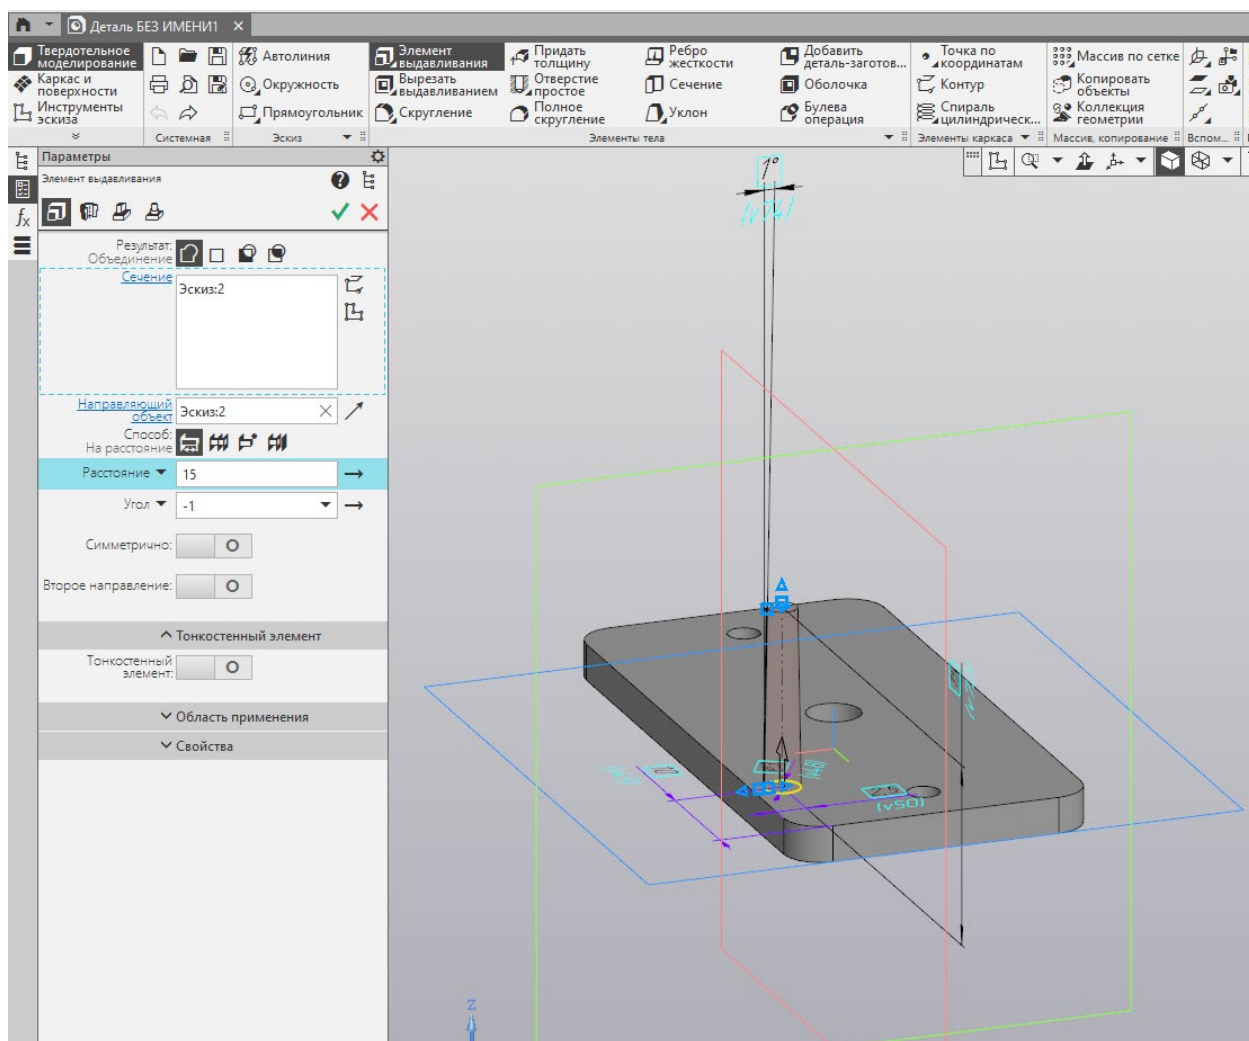 Деталь БЕЗ ИМЕНИ1
Твердотельное моделирование
Каркас и поверхности
Инструменты эскиза
Системная
Автолиния
Окружность
Прямоугольник
Эскиз
Элемент выдавливания
Вырезать выдавливанием
Скругление
Придать толщину
Отверстие простое
Полное скругление
Ребро жесткости
Сечение
Уклон
Добавить деталь-заготов...
Оболочка
Булева операция
Элементы тела
Точка по координатам
Контур
Спираль цилиндрическ...
Элементы каркаса
Массив по сетке
Копировать объекты
Коллекция геометрии
Массив, копирование
Вспом...
Параметры
Элемент выдавливания
Результат:
Объединение
Сечение
Эскиз:2
Направляющий объект
Эскиз:2
Способ:
На расстояние
Расстояние
15
Угол
-1
Симметрично:
Второе направление:
Тонкостенный элемент
Тонкостенный элемент:
Область применения
Свойства
1°
(v74)
(v50)
Z